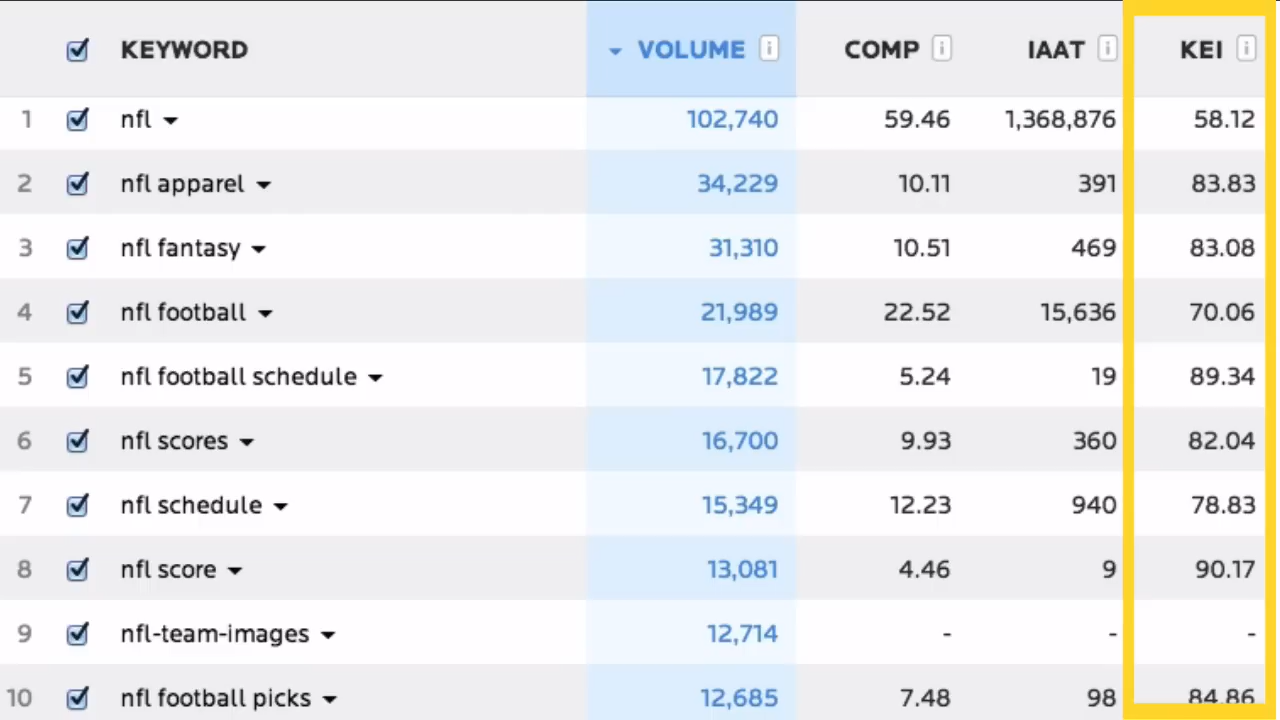 KEYWORD VOLUME i COMP i IAAT i KEI i
1 nfl 102,740 59.46 1,368,876 58.12
2 nfl apparel 34,229 10.11 391 83.83
3 nfl fantasy 31,310 10.51 469 83.08
4 nfl football 21,989 22.52 15,636 70.06
5 nfl football schedule 17,822 5.24 19 89.34
6 nfl scores 16,700 9.93 360 82.04
7 nfl schedule 15,349 12.23 940 78.83
8 nfl score 13,081 4.46 9 90.17
9 nfl-team-images 12,714 - - -
10 nfl football picks 12,685 7.48 98 84.86